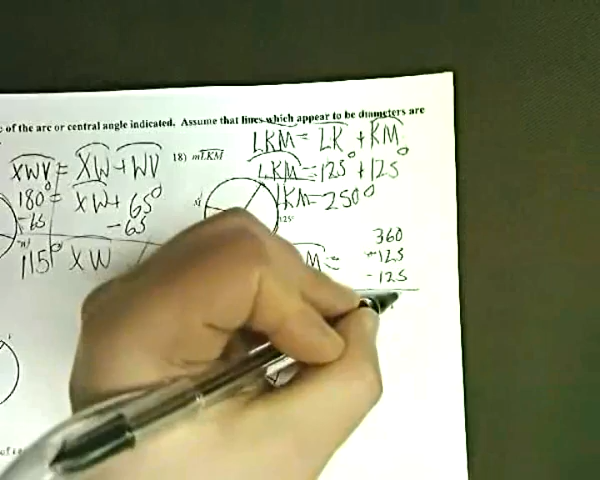 of the arc or central angle indicated. Assume that lines which appear to be diameters are
XWV = XW + WV
180° = XW + 65°
-65 -65
115° XW
18) mLKM
LKM = LK + KM
LKM = 125° + 125°
LKM = 250°
125°
M =
360
-125
-125